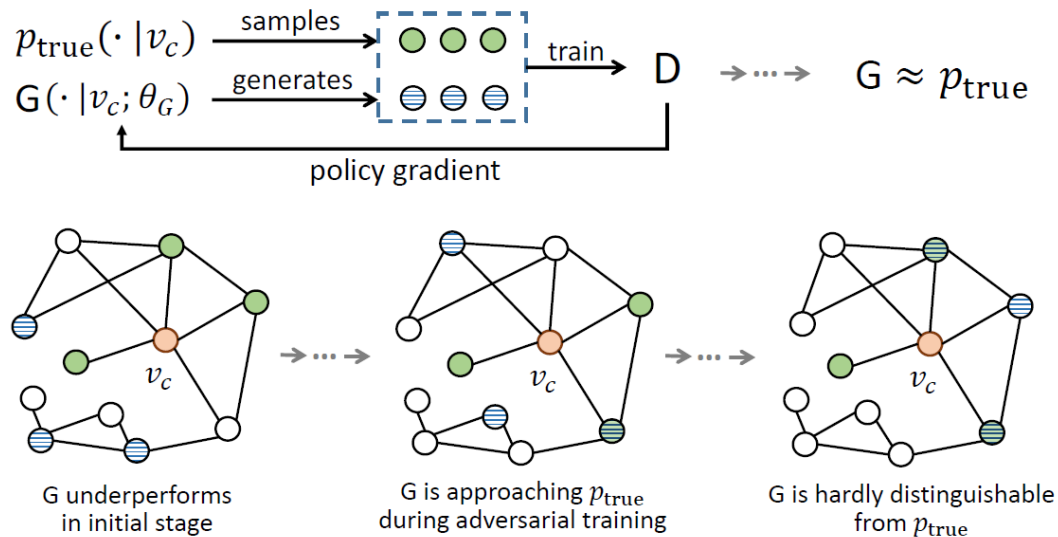 p_true(· | v_c) samples
G(· | v_c; θ_G) generates
train
D
G ≈ p_true
policy gradient
v_c
v_c
v_c
G underperforms
in initial stage
G is approaching p_true
during adversarial training
G is hardly distinguishable
from p_true